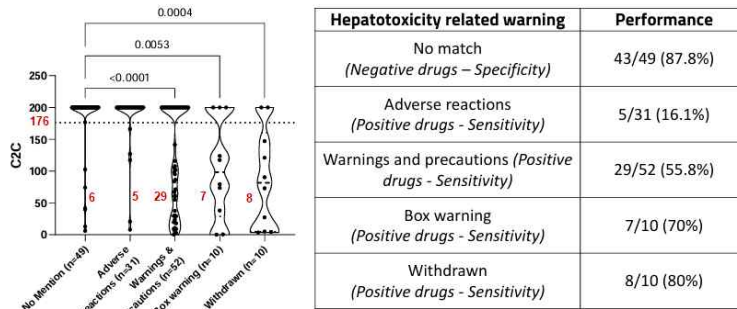 0.0004
0.0053
<0.0001
250
200
176
150
100
50
0
C2C
6
5
29
7
8
No Mention (n=49)
Adverse
actions (n=31)
Warnings &
cautions (n=52)
Box warning (n=10)
Withdrawn (n=10)
Hepatotoxicity related warning
Performance
No match
(Negative drugs – Specificity)
43/49 (87.8%)
Adverse reactions
(Positive drugs - Sensitivity)
5/31 (16.1%)
Warnings and precautions (Positive
drugs - Sensitivity)
29/52 (55.8%)
Box warning
(Positive drugs - Sensitivity)
7/10 (70%)
Withdrawn
(Positive drugs - Sensitivity)
8/10 (80%)